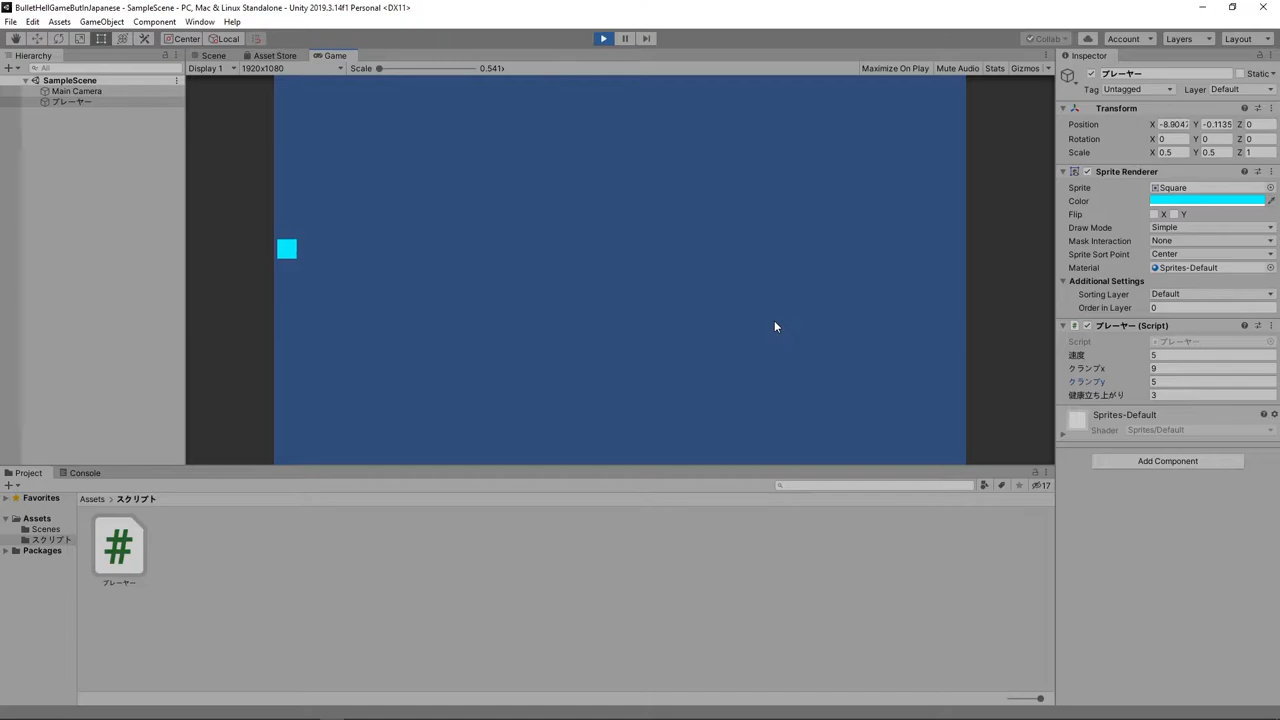 BulletHellGameButInJapanese - SampleScene - PC, Mac & Linux Standalone - Unity 2019.3.14f1 Personal <DX11>
File Edit Assets GameObject Component Window Help
Center Local Collab Account Layers Layout
Hierarchy
All
SampleScene
Main Camera
プレーヤー
Scene Asset Store Game
Display 1 1920x1080 Scale 0.541x Maximize On Play Mute Audio Stats Gizmos
Inspector
プレーヤー Static
Tag Untagged Layer Default
Transform
Position X -8.9047 Y -0.1135 Z 0
Rotation X 0 Y 0 Z 0
Scale X 0.5 Y 0.5 Z 1
Sprite Renderer
Sprite Square
Color
Flip X Y
Draw Mode Simple
Mask Interaction None
Sprite Sort Point Center
Material Sprites-Default
Additional Settings
Sorting Layer Default
Order in Layer 0
# プレーヤー (Script)
Script プレーヤー
速度 5
クランプx 9
クランプy 5
健康立ち上がり 3
Sprites-Default
Shader Sprites/Default
Add Component
Project Console
17
Favorites
Assets
Scenes
スクリプト
Packages
Assets > スクリプト
#
プレーヤー